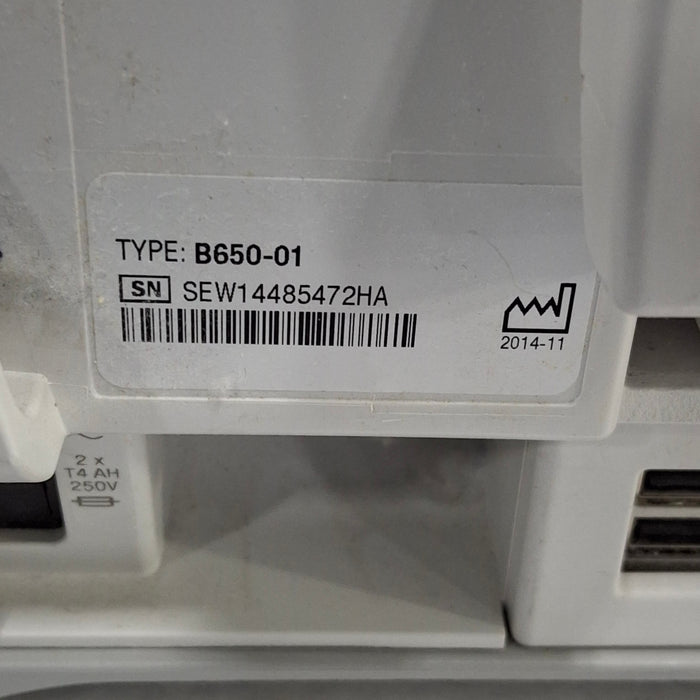 TYPE: B650-01
SN SEW14485472HA
2014-11
2 x
T4 AH
250V